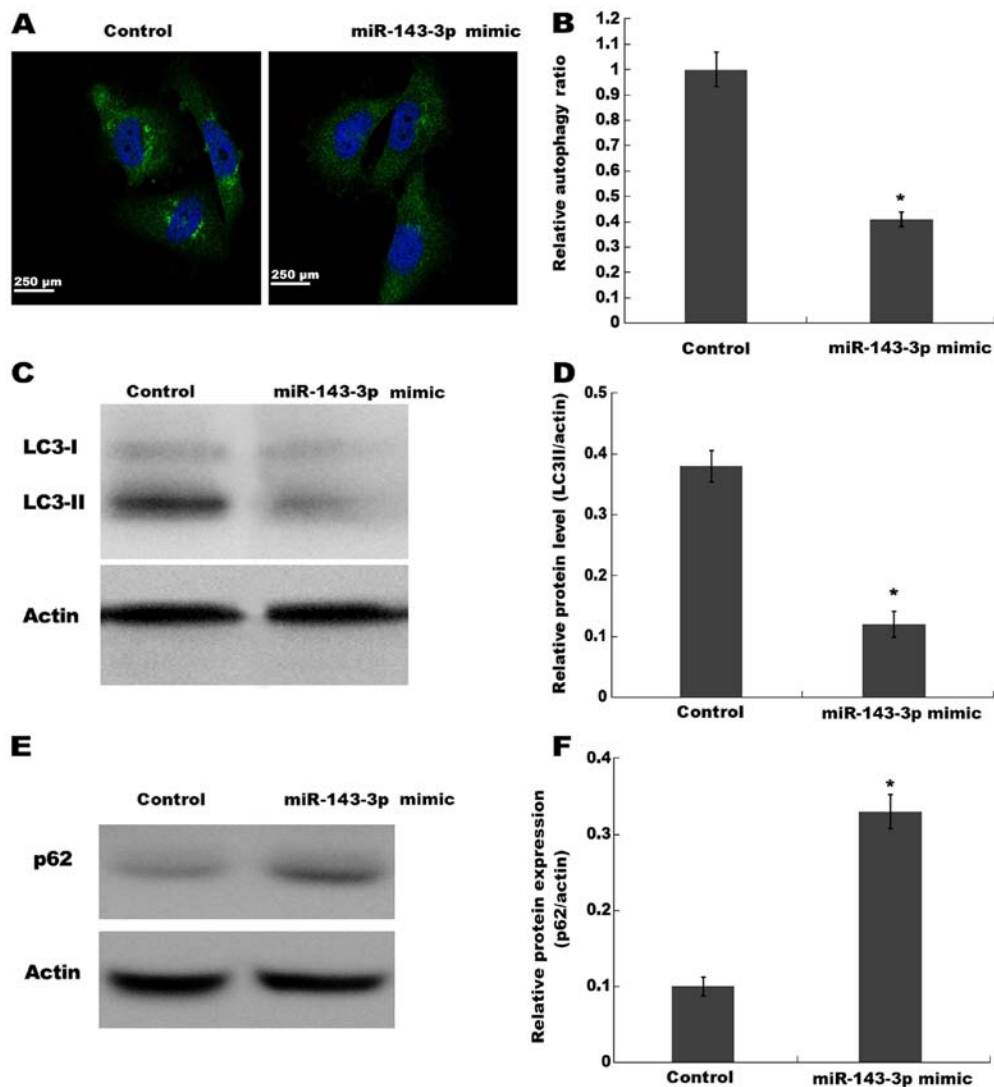 A
Control
miR-143-3p mimic
250 µm
250 µm
B
Relative autophagy ratio
1.2
1.1
1
0.9
0.8
0.7
0.6
0.5
0.4
0.3
0.2
0.1
0
*
Control
miR-143-3p mimic
C
Control
miR-143-3p mimic
LC3-I
LC3-II
Actin
D
Relative protein level (LC3II/actin)
0.5
0.4
0.3
0.2
0.1
0
*
Control
miR-143-3p mimic
E
Control
miR-143-3p mimic
p62
Actin
F
Relative protein expression
(p62/actin)
0.4
0.3
0.2
0.1
0
*
Control
miR-143-3p mimic